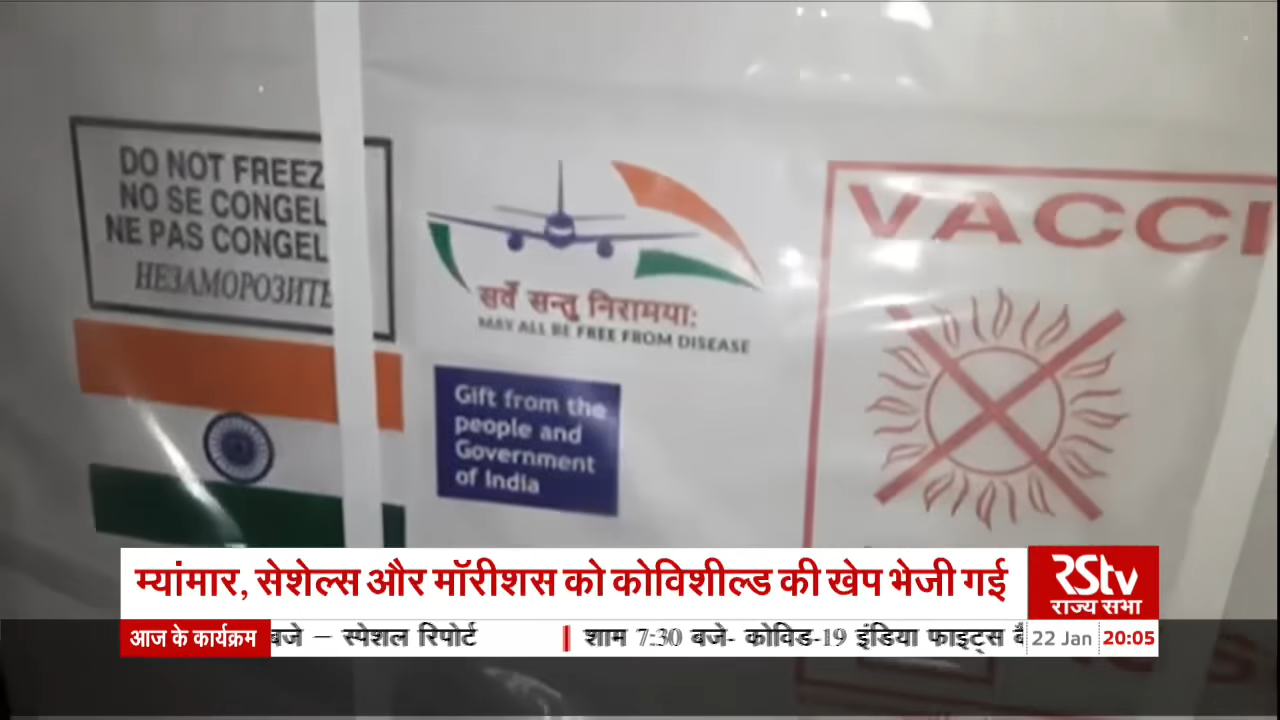 DO NOT FREEZ
NO SE CONGEL
NE PAS CONGEL
НЕЗАМОРОЗИТЬ
सर्वे सन्तु निरामया:
MAY ALL BE FREE FROM DISEASE
Gift from the
people and
Government
of India
VACCI
म्यांमार, सेशेल्स और मॉरीशस को कोविशील्ड की खेप भेजी गई
RSTV
राज्य सभा
आज के कार्यक्रम
बजे – स्पेशल रिपोर्ट
शाम 7:30 बजे- कोविड-19 इंडिया फाइट्स
22 Jan
20:05